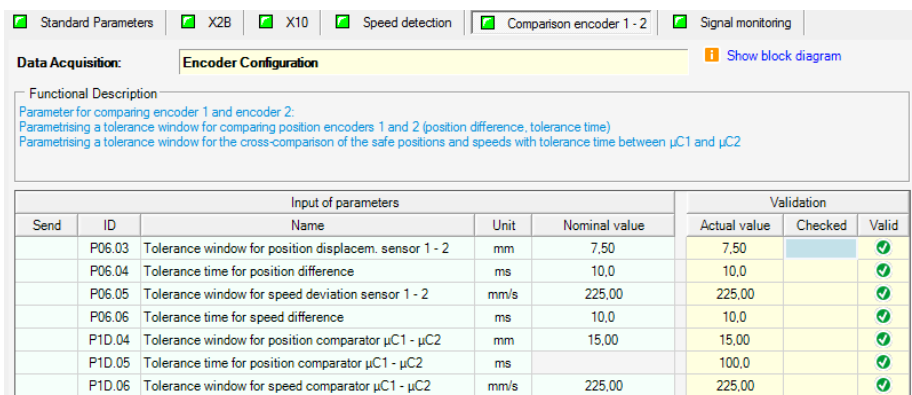 Standard Parameters X2B X10 Speed detection Comparison encoder 1 - 2 Signal monitoring
Data Acquisition: Encoder Configuration Show block diagram
Functional Description
Parameter for comparing encoder 1 and encoder 2:
Parametrising a tolerance window for comparing position encoders 1 and 2 (position difference, tolerance time)
Parametrising a tolerance window for the cross-comparison of the safe positions and speeds with tolerance time between µC1 and µC2
Input of parameters Validation
Send ID Name Unit Nominal value Actual value Checked Valid
P06.03 Tolerance window for position displacem. sensor 1 - 2 mm 7,50 7,50
P06.04 Tolerance time for position difference ms 10,0 10,0
P06.05 Tolerance window for speed deviation sensor 1 - 2 mm/s 225,00 225,00
P06.06 Tolerance time for speed difference ms 10,0 10,0
P1D.04 Tolerance window for position comparator µC1 - µC2 mm 15,00 15,00
P1D.05 Tolerance time for position comparator µC1 - µC2 ms 100,0
P1D.06 Tolerance window for speed comparator µC1 - µC2 mm/s 225,00 225,00